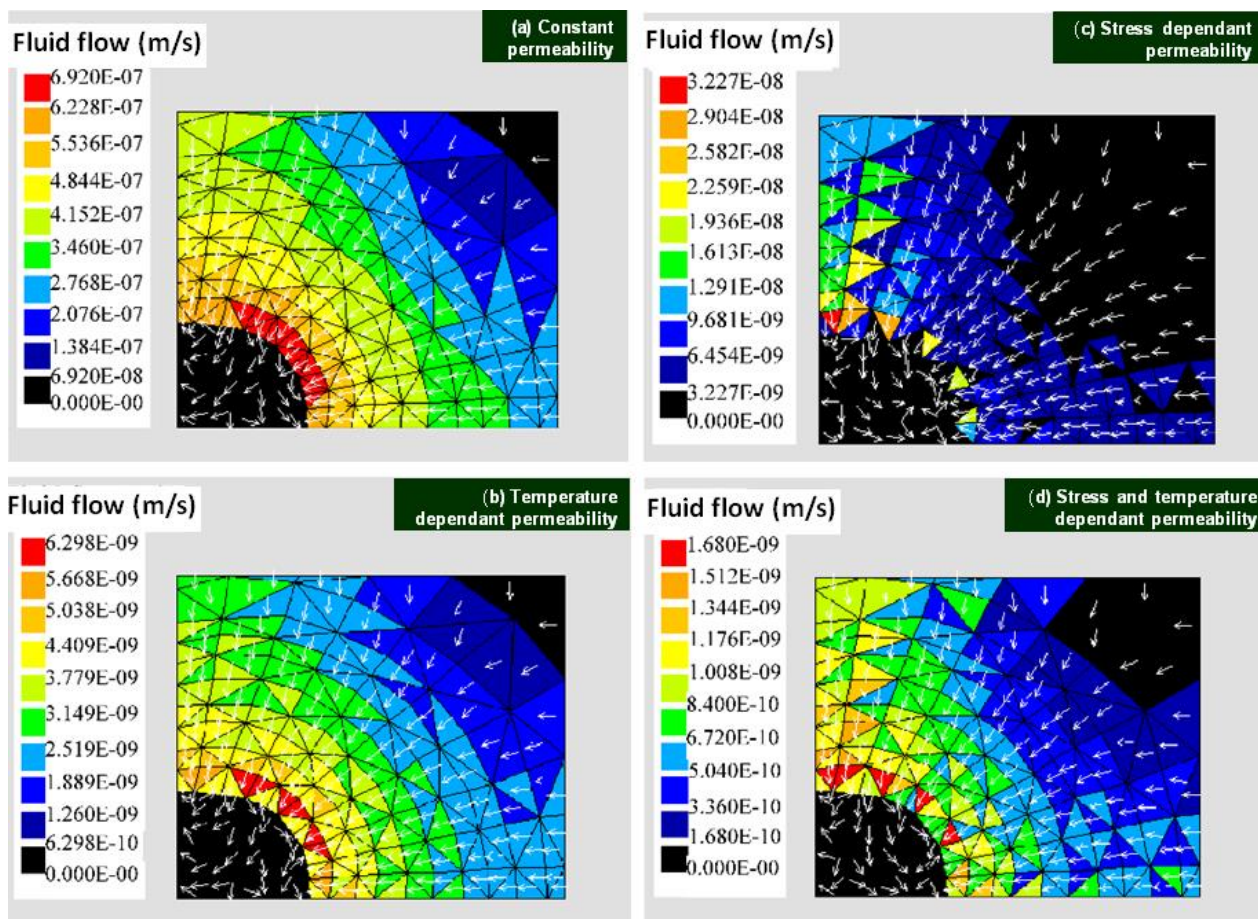 (a) Constant
permeability
Fluid flow (m/s)
6.920E-07
6.228E-07
5.536E-07
4.844E-07
4.152E-07
3.460E-07
2.768E-07
2.076E-07
1.384E-07
6.920E-08
0.000E-00
(c) Stress dependant
permeability
Fluid flow (m/s)
3.227E-08
2.904E-08
2.582E-08
2.259E-08
1.936E-08
1.613E-08
1.291E-08
9.681E-09
6.454E-09
3.227E-09
0.000E-00
(b) Temperature
dependant permeability
Fluid flow (m/s)
6.298E-09
5.668E-09
5.038E-09
4.409E-09
3.779E-09
3.149E-09
2.519E-09
1.889E-09
1.260E-09
6.298E-10
0.000E-00
(d) Stress and temperature
dependant permeability
Fluid flow (m/s)
1.680E-09
1.512E-09
1.344E-09
1.176E-09
1.008E-09
8.400E-10
6.720E-10
5.040E-10
3.360E-10
1.680E-10
0.000E-00